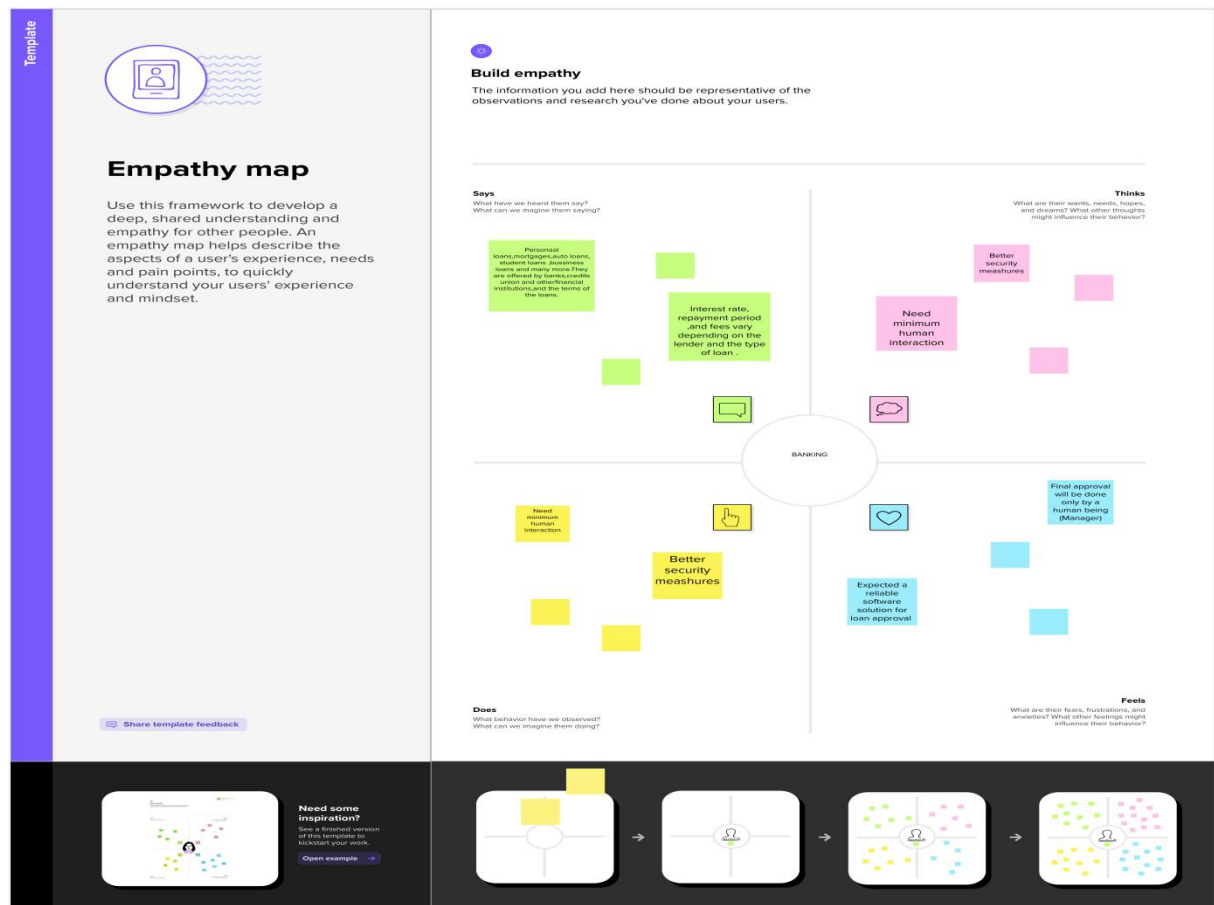 Template
Empathy map
Use this framework to develop a
deep, shared understanding and
empathy for other people. An
empathy map helps describe the
aspects of a user's experience, needs
and pain points, to quickly
understand your users' experience
and mindset.
Share template feedback
Build empathy
The information you add here should be representative of the
observations and research you've done about your users.
Says
What have we heard them say?
What can we magine them saying?
Personaal
loans,mortgages,auto loans,
student loans ,bussiness
loans and many more.They
are offered by banks,credits
union and otherfinancial
institutions,and the terms of
the loans.
Interest rate,
repayment period
,and fees vary
depending on the
lender and the type
of loan .
Thinks
What are their wants, needs, hopes,
and dreams? What other thoughts
might influence their behavior?
Better
security
meashures
Need
minimum
human
interaction
BANKING
Need
minimum
human
interaction
Better
security
meashures
Does
What behavior have we observed?
What can we imagine them doing?
Final approval
will be done
only by a
human being
(Manager)
Expected a
reliable
software
solution for
loan approval
Feels
What are their fears, frustrations, and
anxieties? What other feelings might
influence their behavior?
Need some
inspiration?
See a finished version
of this template to
kickstart your work.
Open example →